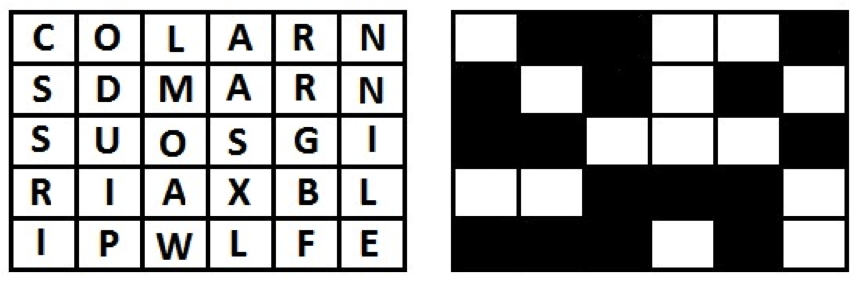 C O L A R N
S D M A R N
S U O S G I
R I A X B L
I P W L F E